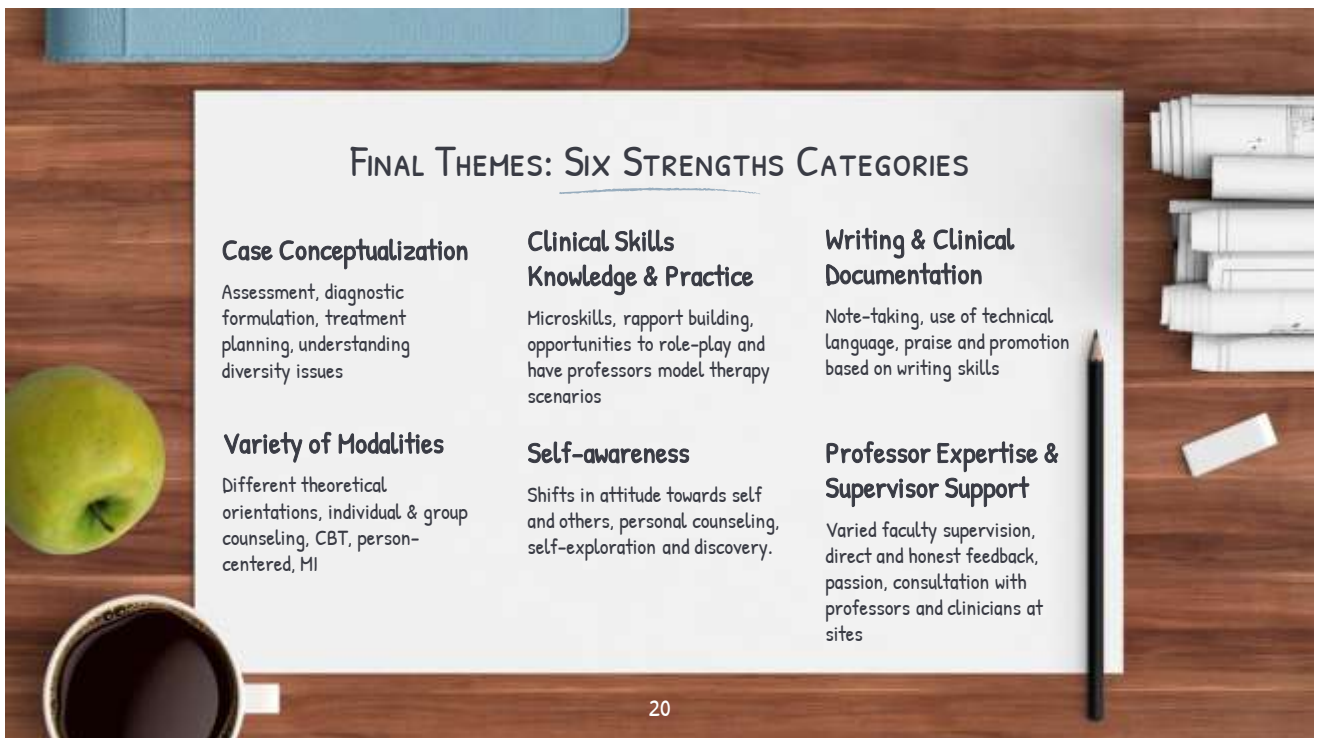 Final Themes: Six Strengths Categories
Case Conceptualization
Assessment, diagnostic
formulation, treatment
planning, understanding
diversity issues
Clinical Skills
Knowledge & Practice
Microskills, rapport building,
opportunities to role-play and
have professors model therapy
scenarios
Writing & Clinical
Documentation
Note-taking, use of technical
language, praise and promotion
based on writing skills
Variety of Modalities
Different theoretical
orientations, individual & group
counseling, CBT, person-
centered, MI
Self-awareness
Shifts in attitude towards self
and others, personal counseling,
self-exploration and discovery.
Professor Expertise &
Supervisor Support
Varied faculty supervision,
direct and honest feedback,
passion, consultation with
professors and clinicians at
sites
20